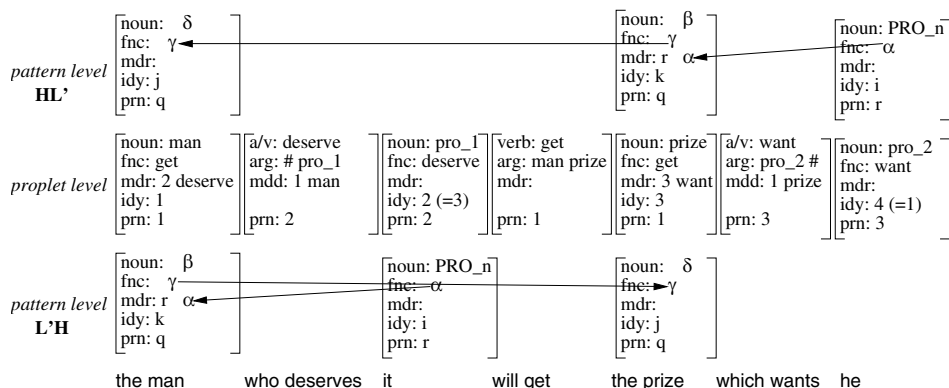 noun: δ
fnc: γ
mdr:
idy: j
prn: q
noun: β
fnc: γ
mdr: r α
idy: k
prn: q
noun: PRO_n
fnc: α
mdr:
idy: i
prn: r
pattern level
HL’
noun: man
fnc: get
mdr: 2 deserve
idy: 1
prn: 1
a/v: deserve
arg: # pro_1
mdd: 1 man
prn: 2
noun: pro_1
fnc: deserve
mdr:
idy: 2 (=3)
prn: 2
verb: get
arg: man prize
mdr:
prn: 1
noun: prize
fnc: get
mdr: 3 want
idy: 3
prn: 1
a/v: want
arg: pro_2 #
mdd: 1 prize
prn: 3
noun: pro_2
fnc: want
mdr:
idy: 4 (=1)
prn: 3
proplet level
noun: β
fnc: γ
mdr: r α
idy: k
prn: q
noun: PRO_n
fnc: α
mdr:
idy: i
prn: r
noun: δ
fnc: γ
mdr:
idy: j
prn: q
pattern level
L’H
the man who deserves it will get the prize which wants he